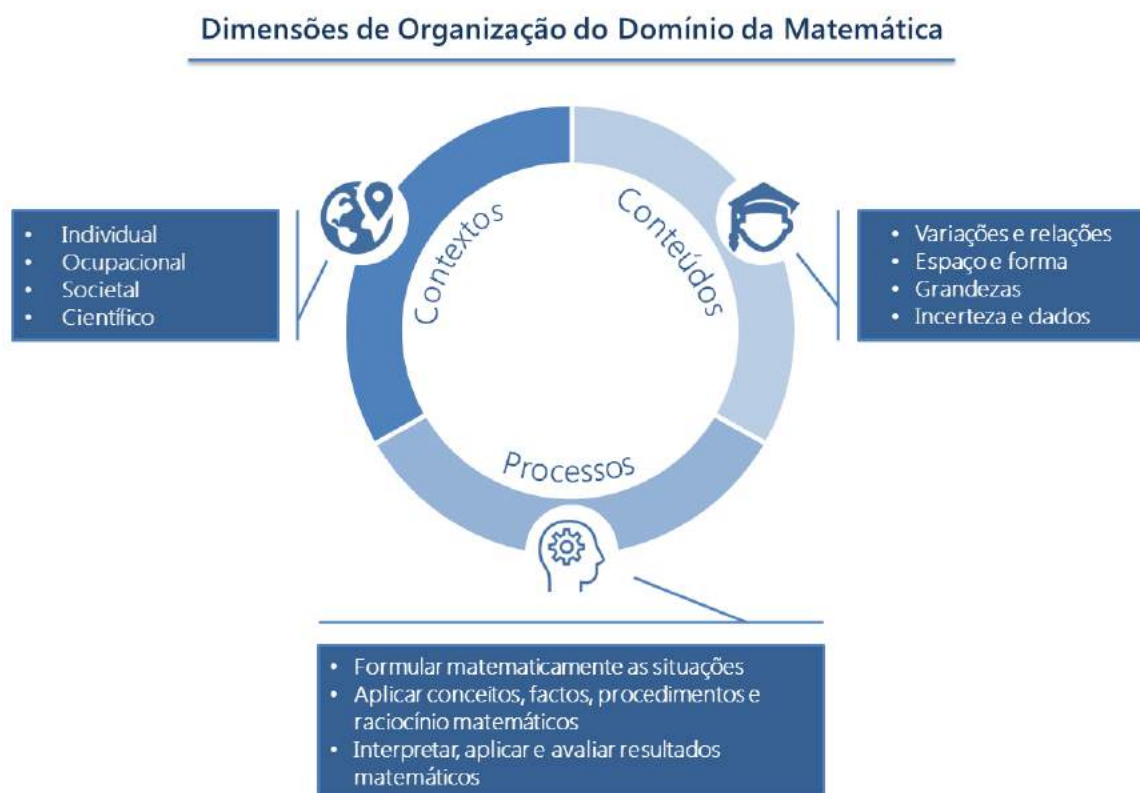 Dimensões de Organização do Domínio da Matemática
Contextos
Conteúdos
Processos
• Individual
• Ocupacional
• Societal
• Científico
• Variações e relações
• Espaço e forma
• Grandezas
• Incerteza e dados
• Formular matematicamente as situações
• Aplicar conceitos, factos, procedimentos e
raciocínio matemáticos
• Interpretar, aplicar e avaliar resultados
matemáticos